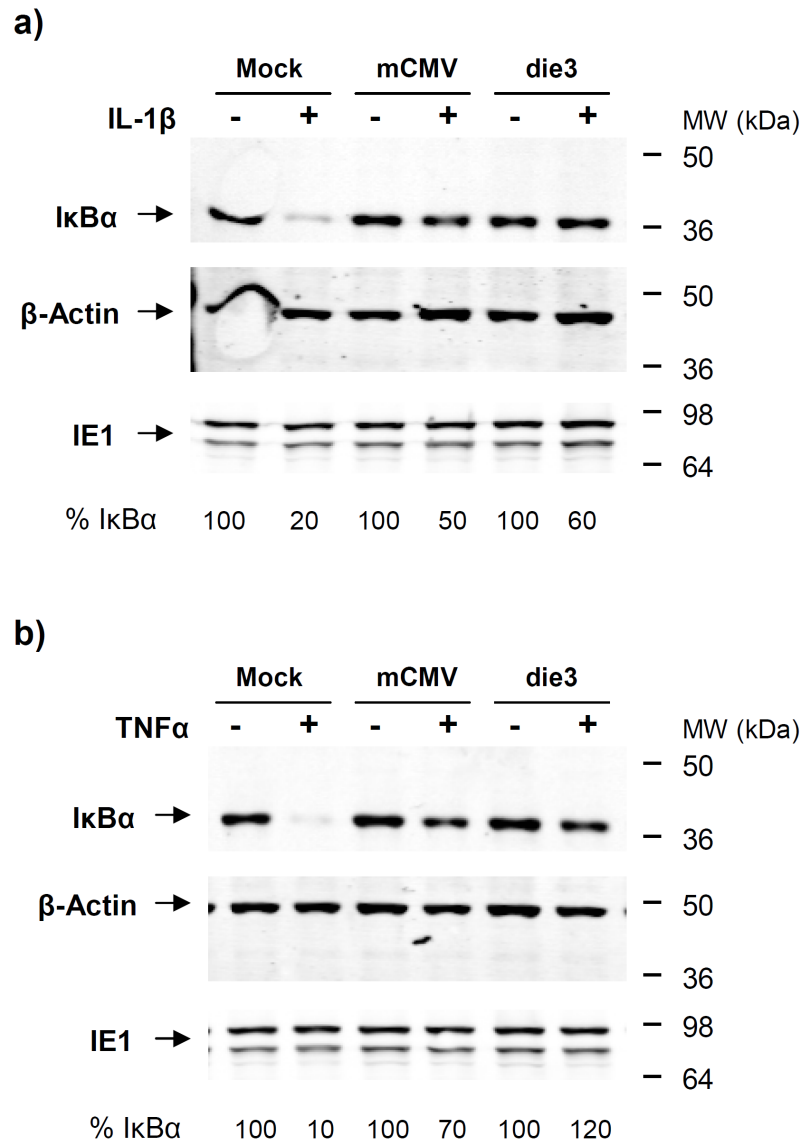 a)
Mock mCMV die3
IL-1β - + - + - + MW (kDa)
50
IκBα
36
50
β-Actin
36
98
IE1
64
% IκBα 100 20 100 50 100 60
b)
Mock mCMV die3
TNFα - + - + - + MW (kDa)
50
IκBα
36
β-Actin 50
36
98
IE1
64
% IκBα 100 10 100 70 100 120